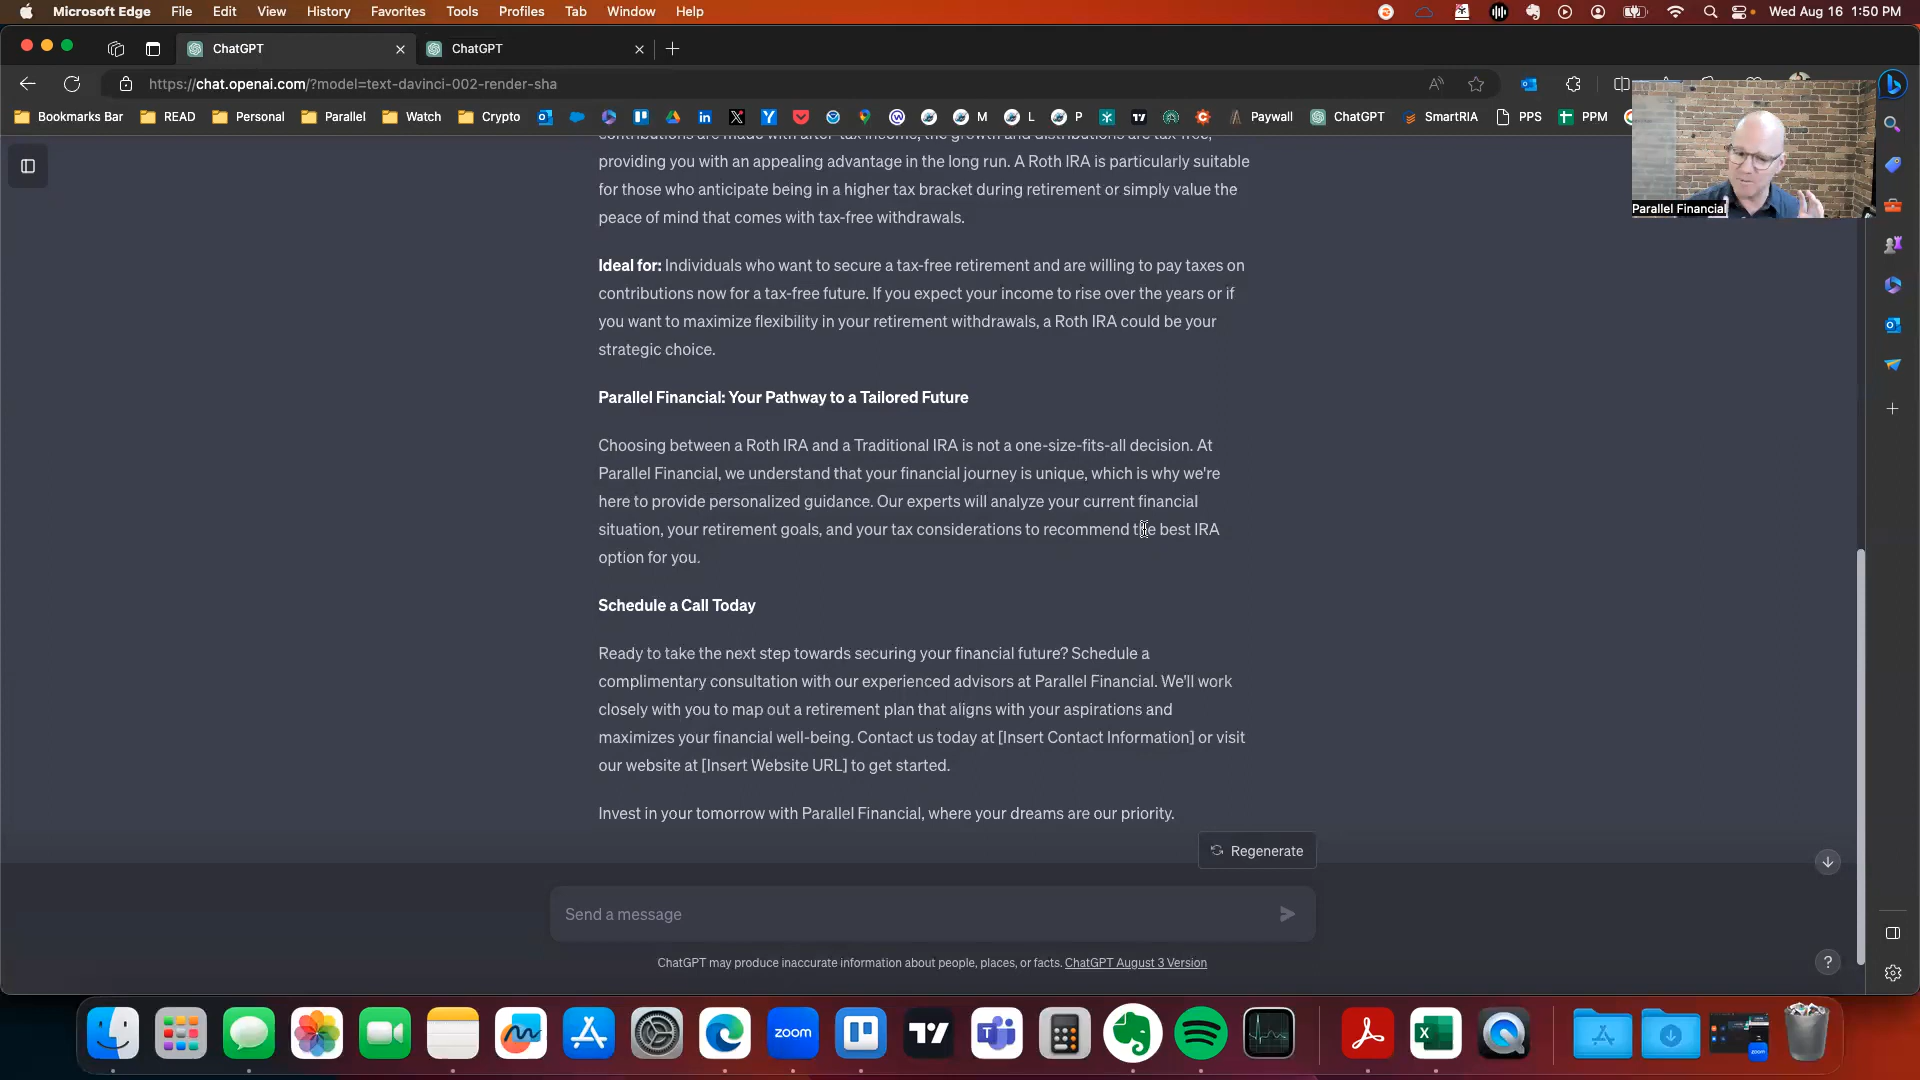 Microsoft Edge File Edit View History Favorites Tools Profiles Tab Window Help Wed Aug 16 1:50 PM
ChatGPT ChatGPT
https://chat.openai.com/?model=text-davinci-002-render-sha
Bookmarks Bar READ Personal Parallel Watch Crypto M L P Paywall ChatGPT SmartRIA PPS PPM
contributions are made with after-tax income, the growth and distributions are tax-free,
providing you with an appealing advantage in the long run. A Roth IRA is particularly suitable
for those who anticipate being in a higher tax bracket during retirement or simply value the
peace of mind that comes with tax-free withdrawals.
Parallel Financial
Ideal for: Individuals who want to secure a tax-free retirement and are willing to pay taxes on
contributions now for a tax-free future. If you expect your income to rise over the years or if
you want to maximize flexibility in your retirement withdrawals, a Roth IRA could be your
strategic choice.
Parallel Financial: Your Pathway to a Tailored Future
Choosing between a Roth IRA and a Traditional IRA is not a one-size-fits-all decision. At
Parallel Financial, we understand that your financial journey is unique, which is why we're
here to provide personalized guidance. Our experts will analyze your current financial
situation, your retirement goals, and your tax considerations to recommend the best IRA
option for you.
Schedule a Call Today
Ready to take the next step towards securing your financial future? Schedule a
complimentary consultation with our experienced advisors at Parallel Financial. We'll work
closely with you to map out a retirement plan that aligns with your aspirations and
maximizes your financial well-being. Contact us today at [Insert Contact Information] or visit
our website at [Insert Website URL] to get started.
Invest in your tomorrow with Parallel Financial, where your dreams are our priority.
Regenerate
Send a message
ChatGPT may produce inaccurate information about people, places, or facts. ChatGPT August 3 Version
?
zoom